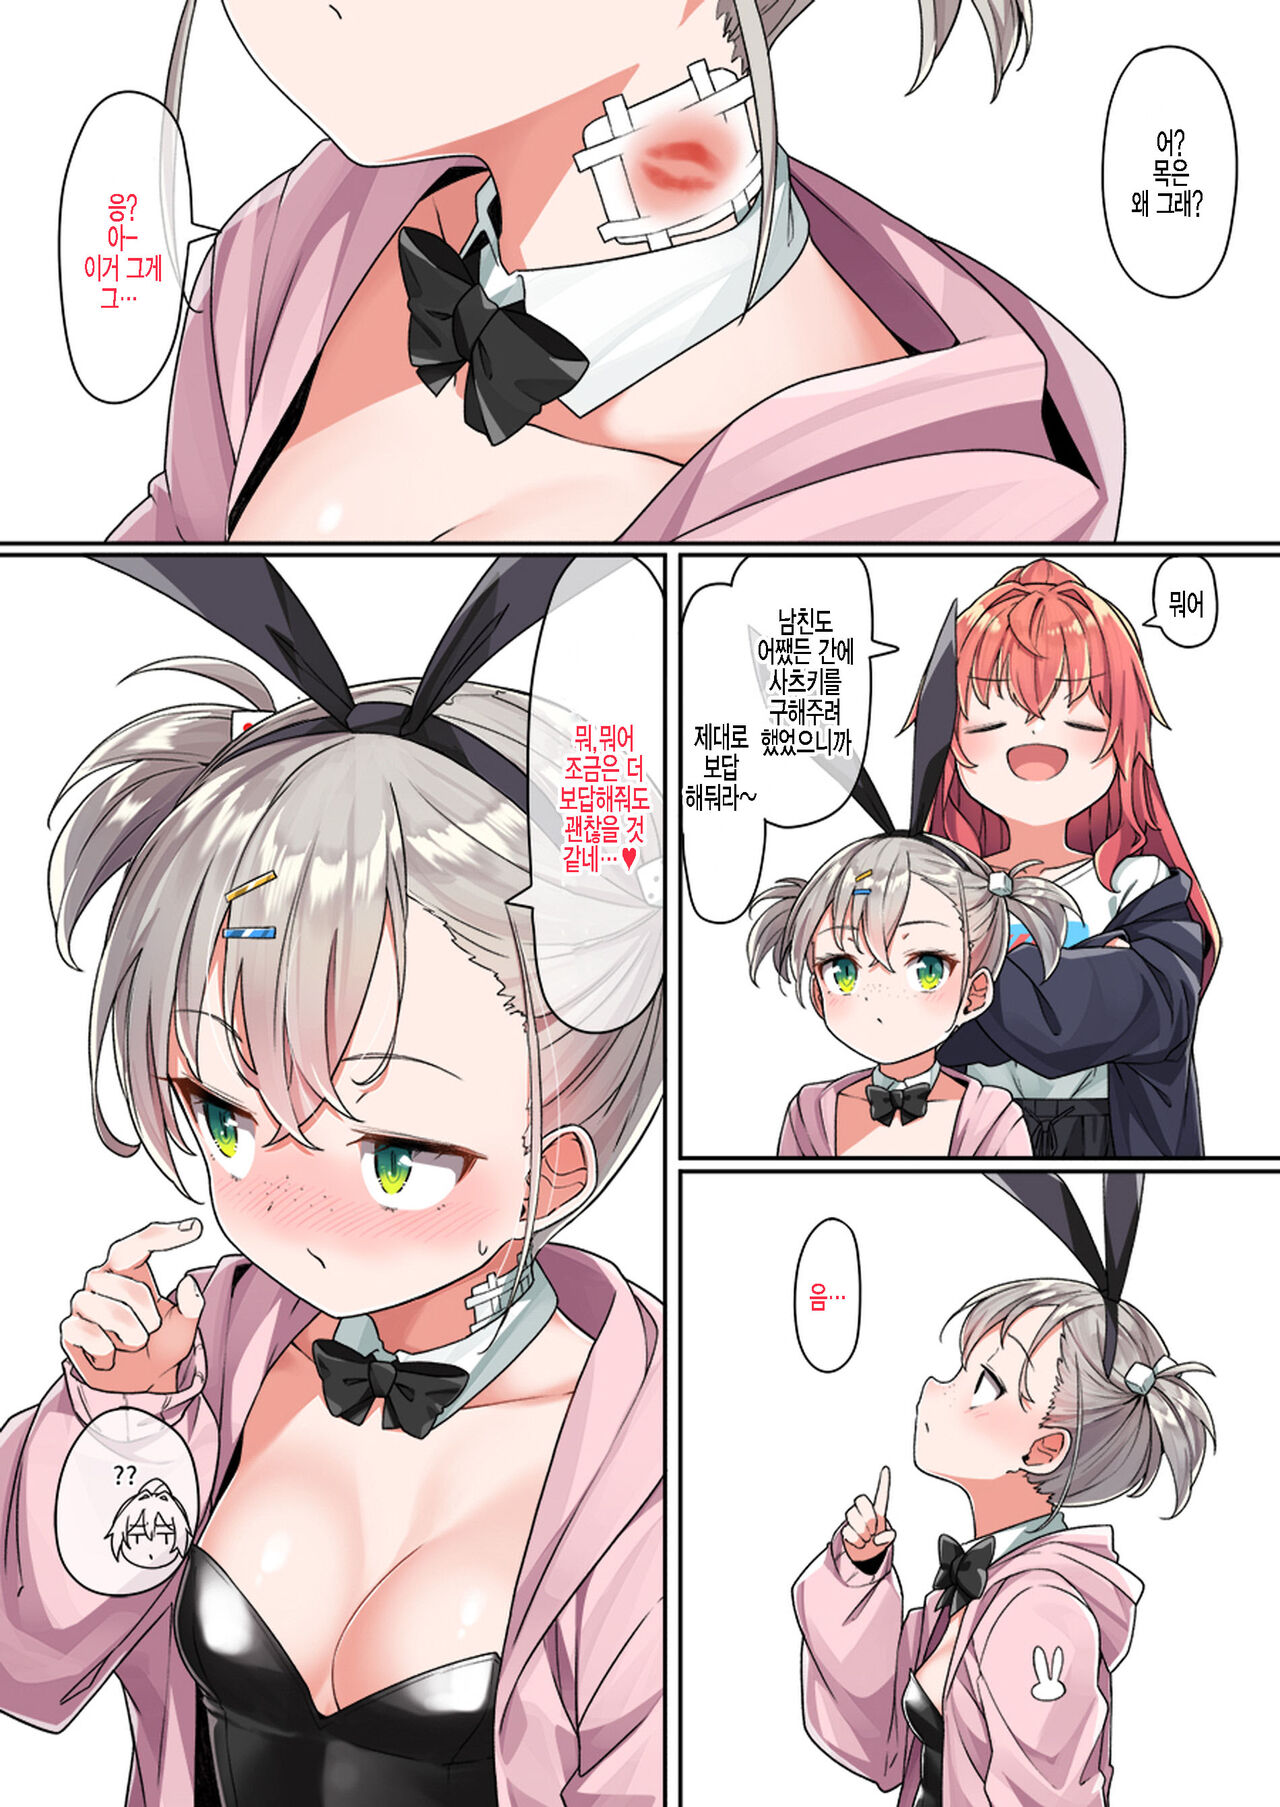 어?
목은
왜 그래?
응?
아-
이거 그게
그…
뭐어
남친도
어쨌든 간에
사츠키를
구해주려
했었으니까
제대로
보답
해둬라~
음…
뭐,뭐어
조금은 더
보답해줘도
괜찮을 것
같네…♥
??